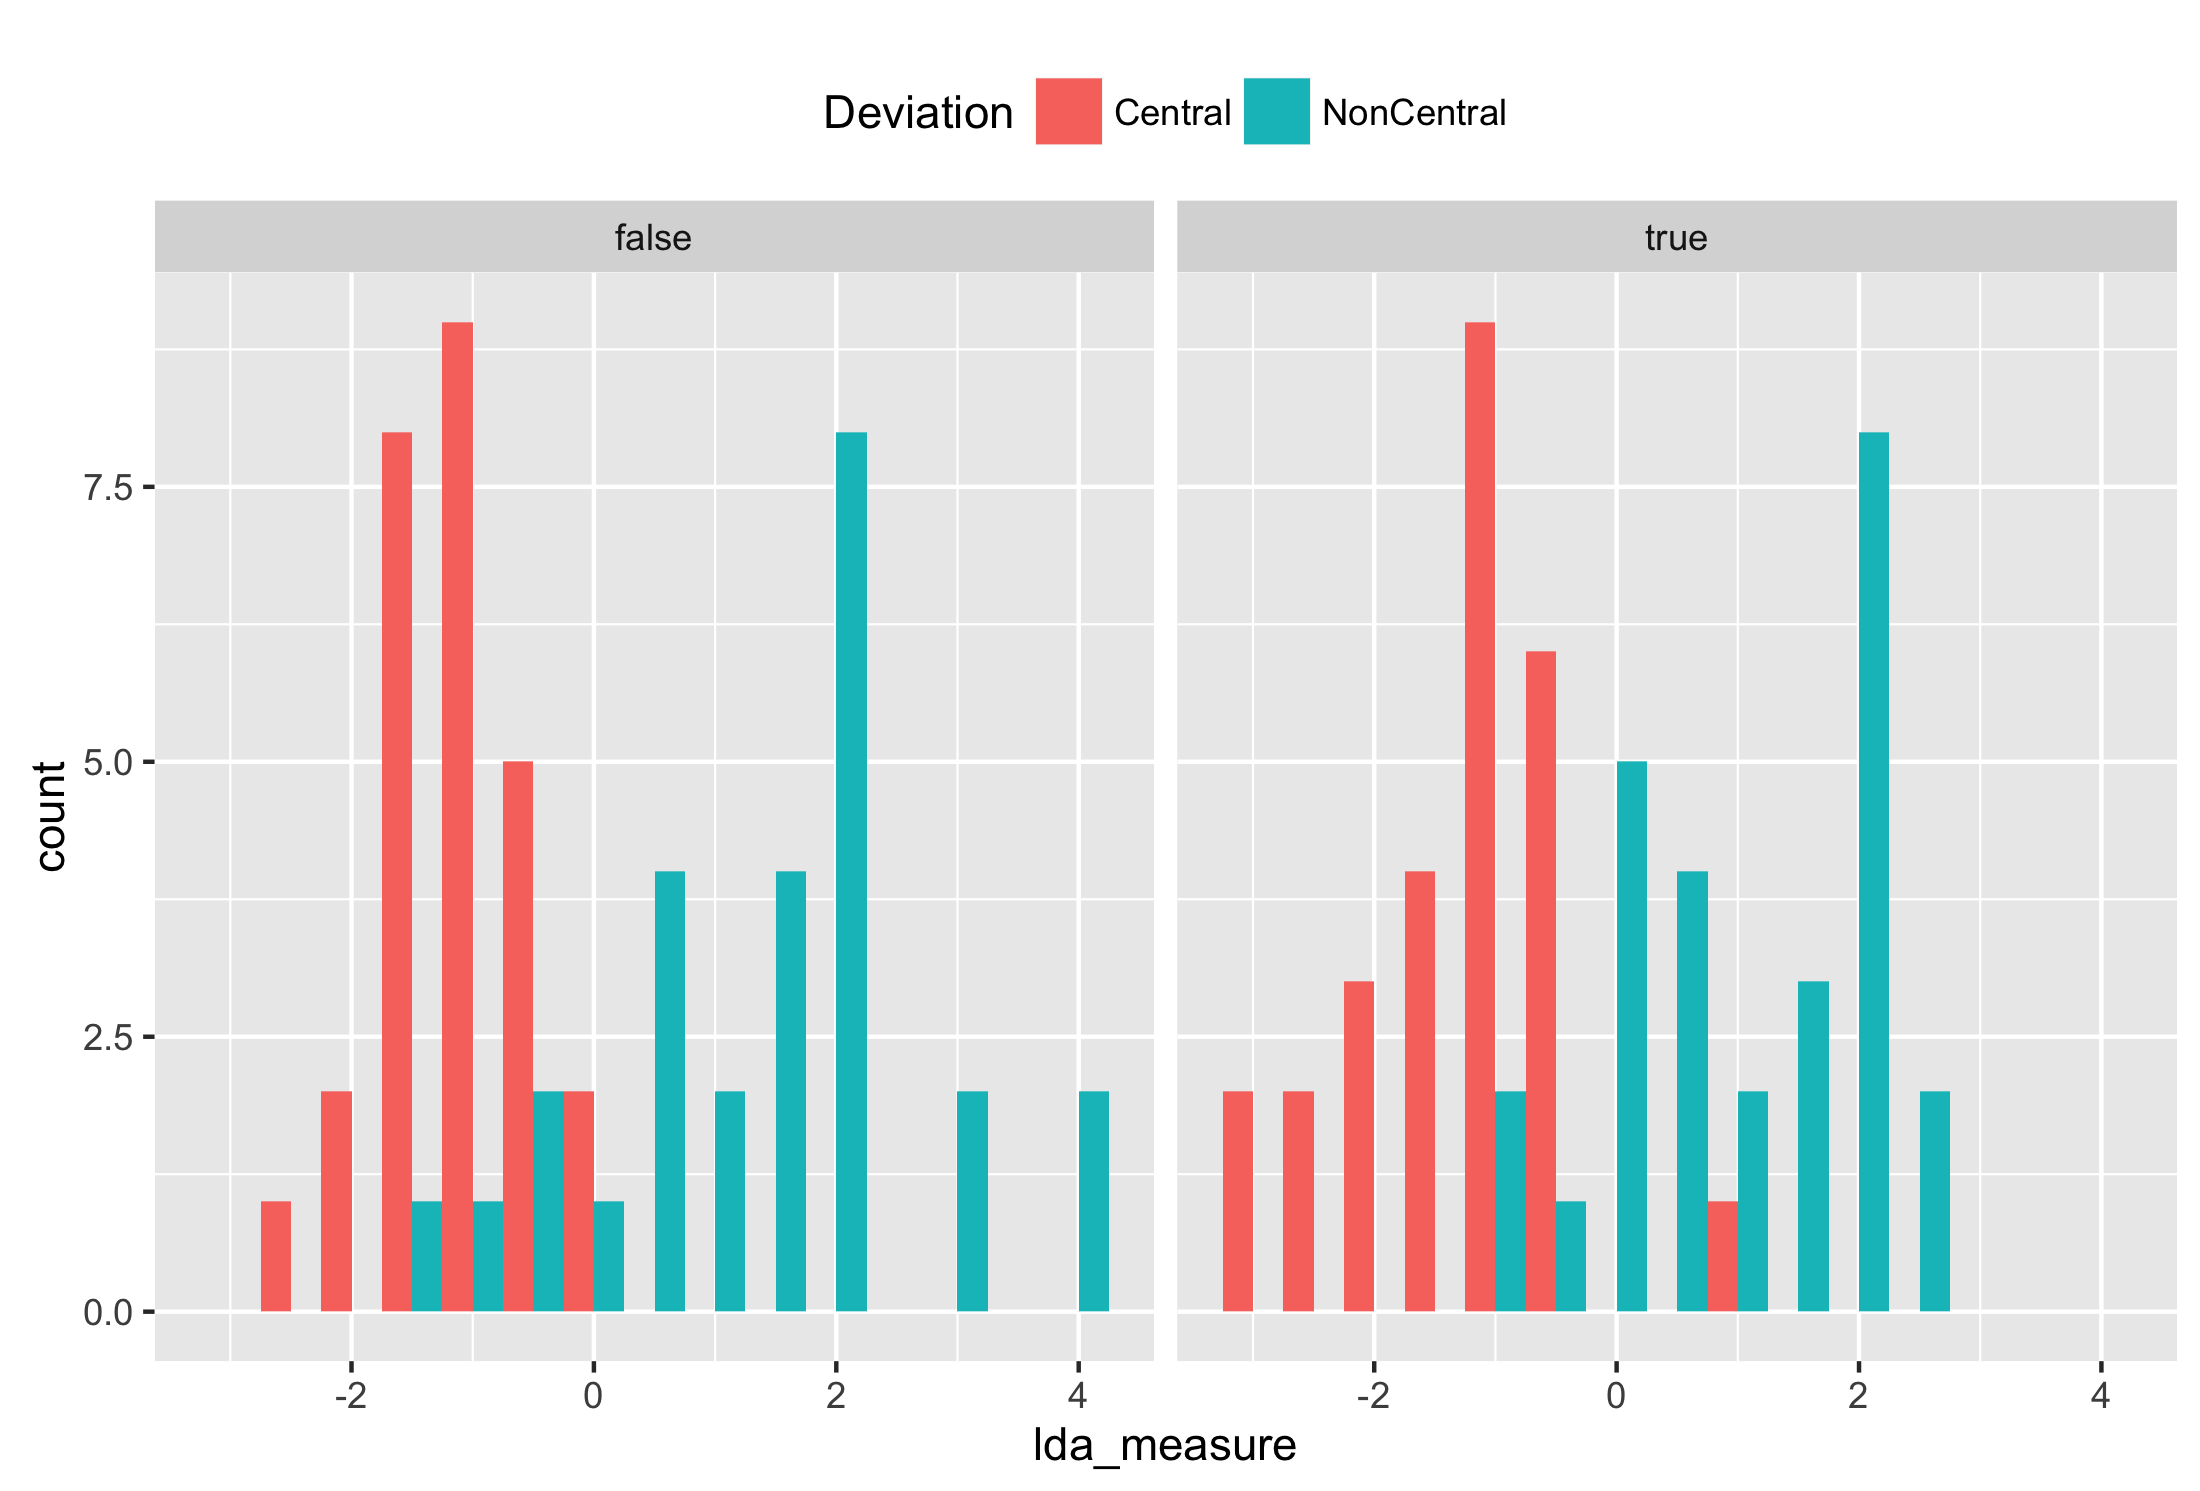 Deviation Central NonCentral
false true
7.5
5.0
2.5
0.0
count
-2 0 2 4 -2 0 2 4
lda_measure